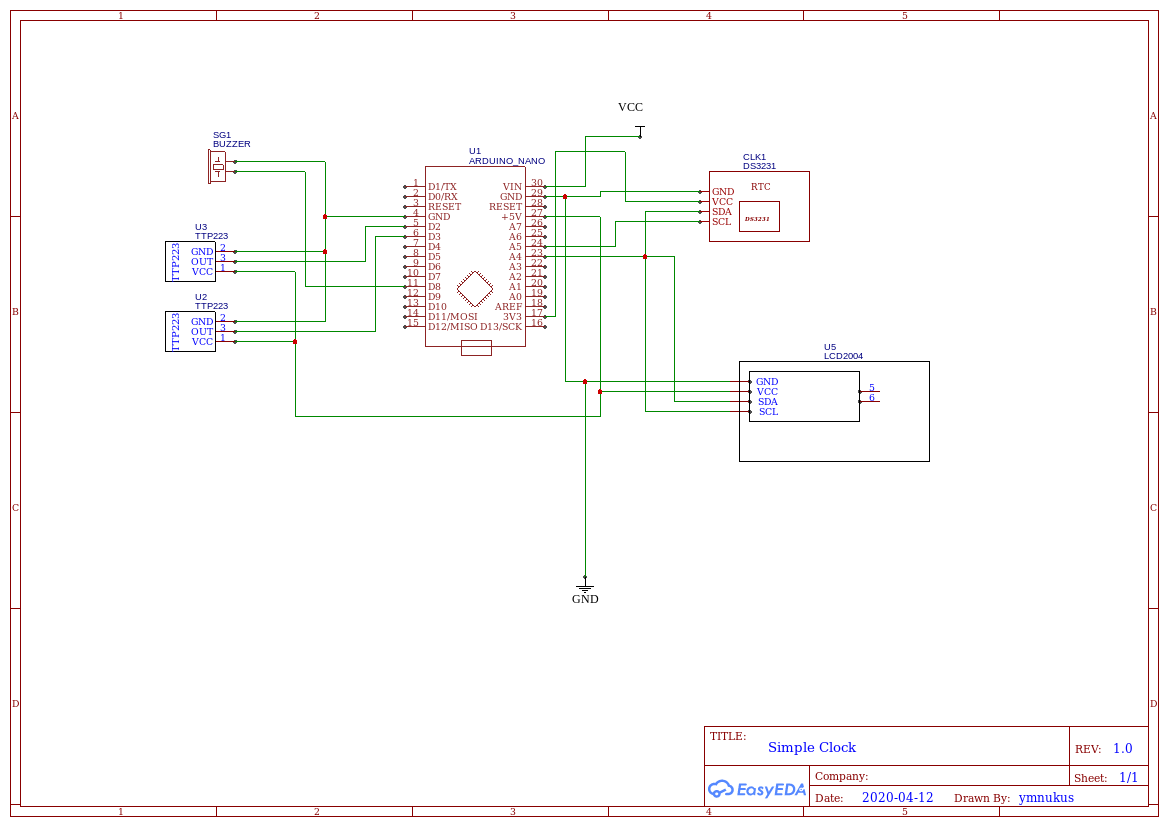 1 2 3 4 5
A A
B B
C C
D D
VCC
SG1
BUZZER
U1
ARDUINO_NANO
CLK1
DS3231
RTC
GND
VCC
SDA
SCL
DS3231
1 D1/TX VIN 30
2 D0/RX GND 29
3 RESET RESET 28
4 GND +5V 27
5 D2 A7 26
6 D3 A6 25
7 D4 A5 24
8 D5 A4 23
9 D6 A3 22
10 D7 A2 21
11 D8 A1 20
12 D9 A0 19
13 D10 AREF 18
14 D11/MOSI 3V3 17
15 D12/MISO D13/SCK 16
U3
TTP223
TTP223
GND 2
OUT 3
VCC 1
U2
TTP223
TTP223
GND 2
OUT 3
VCC 1
U5
LCD2004
GND
VCC 5
SDA 6
SCL
GND
TITLE:
Simple Clock
REV: 1.0
EasyEDA
Company:
Sheet: 1/1
Date: 2020-04-12 Drawn By: ymnukus
1 2 3 4 5